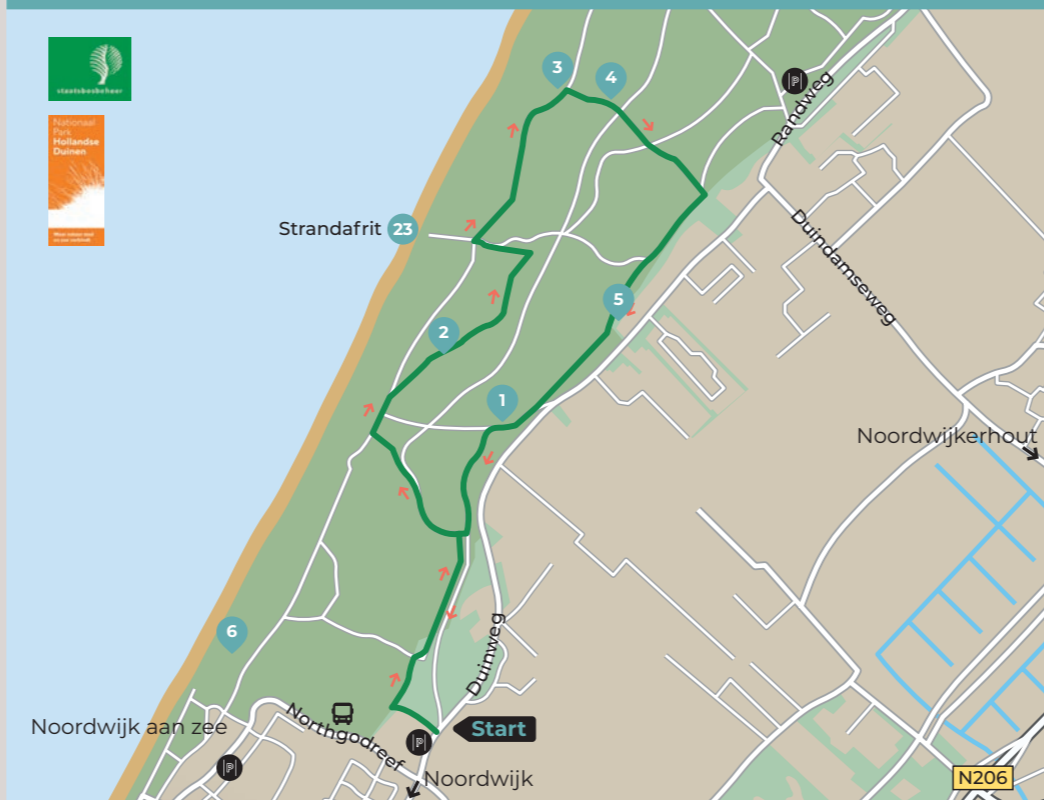 staatsbosbeheer
Nationaal
Park
Hollandse
Duinen
3
4
P
Randweg
Strandafrit 23
Duindamseweg
5
2
1
Noordwijkerhout
6
Duinweg
Noordwijk aan zee
Northgodreef
P
Start
P
Noordwijk
N206